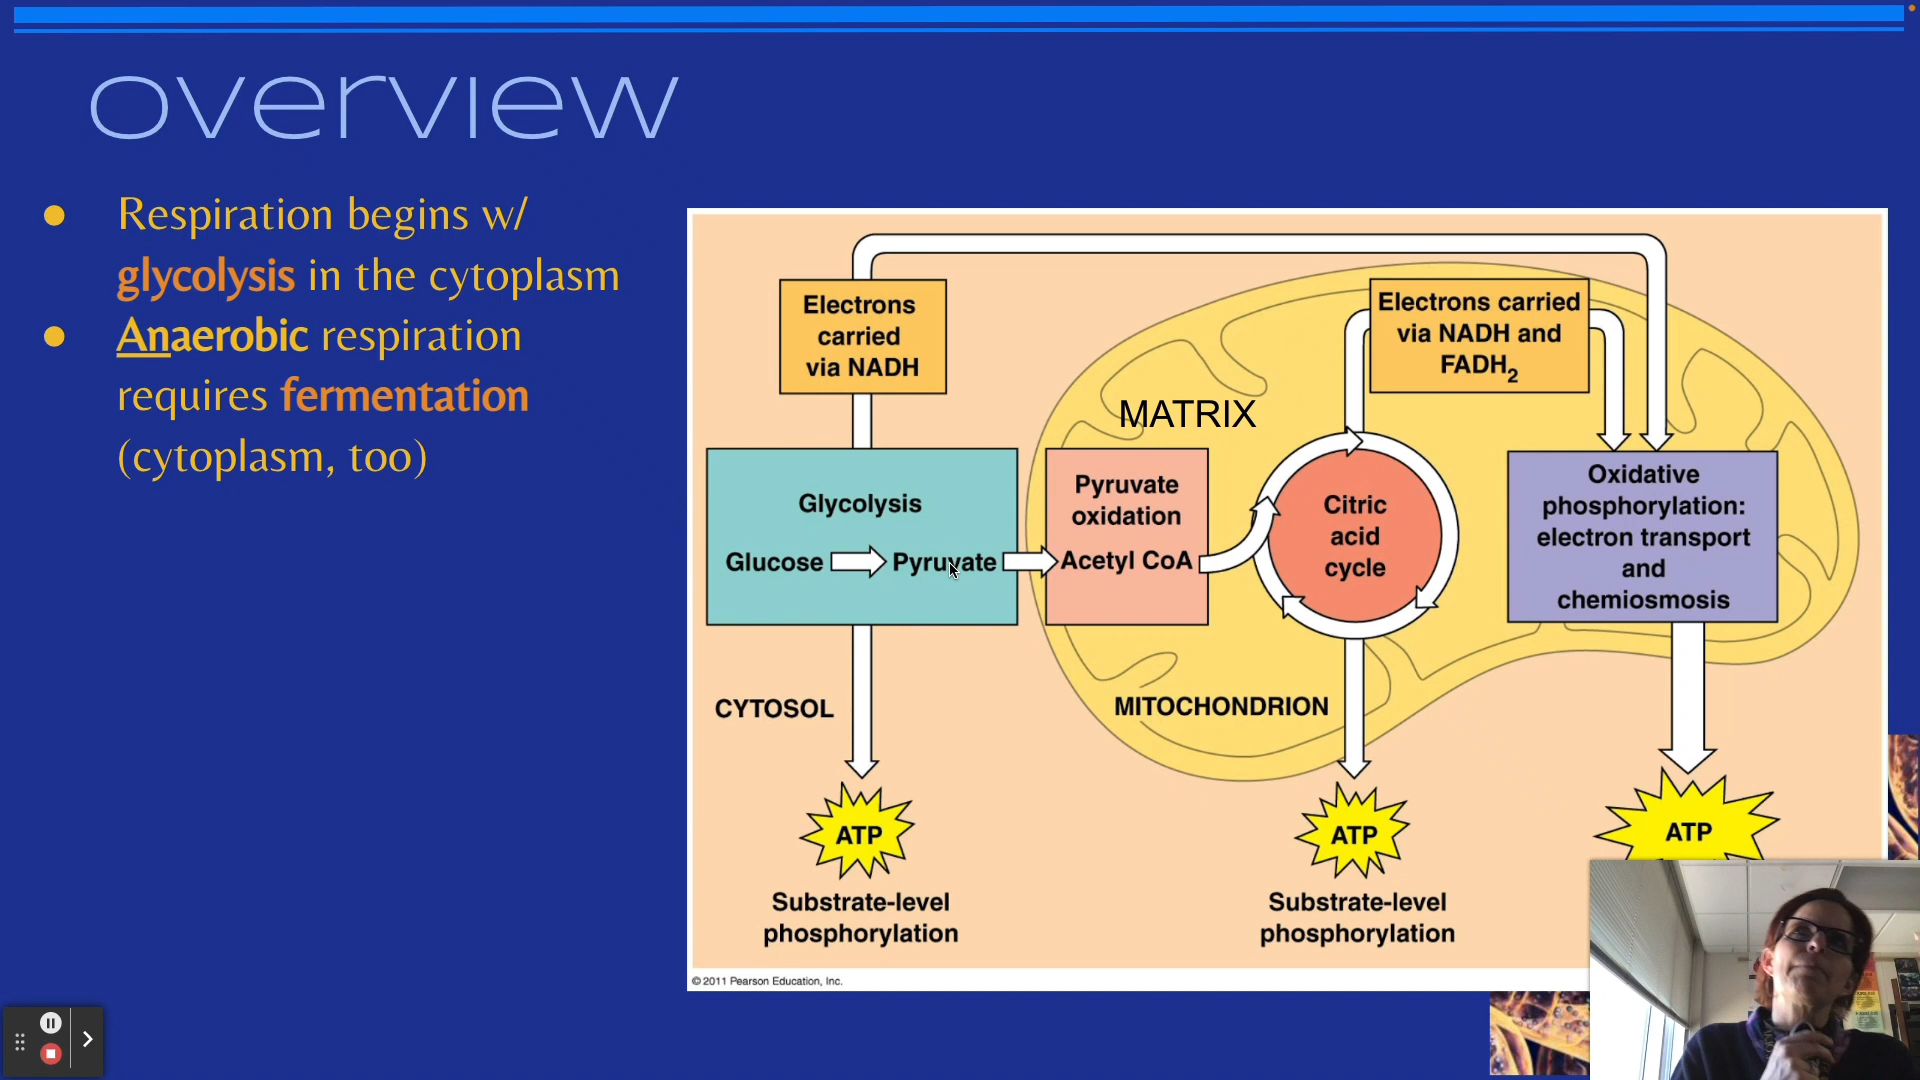 overview
● Respiration begins w/
glycolysis in the cytoplasm
● Anaerobic respiration
requires fermentation
(cytoplasm, too)
Electrons
carried
via NADH
Electrons carried
via NADH and
FADH2
MATRIX
Glycolysis
Glucose
Pyruvate
Pyruvate
oxidation
Acetyl CoA
Citric
acid
cycle
Oxidative
phosphorylation:
electron transport
and
chemiosmosis
CYTOSOL
MITOCHONDRION
ATP
ATP
ATP
Substrate-level
phosphorylation
Substrate-level
phosphorylation
© 2011 Pearson Education, Inc.